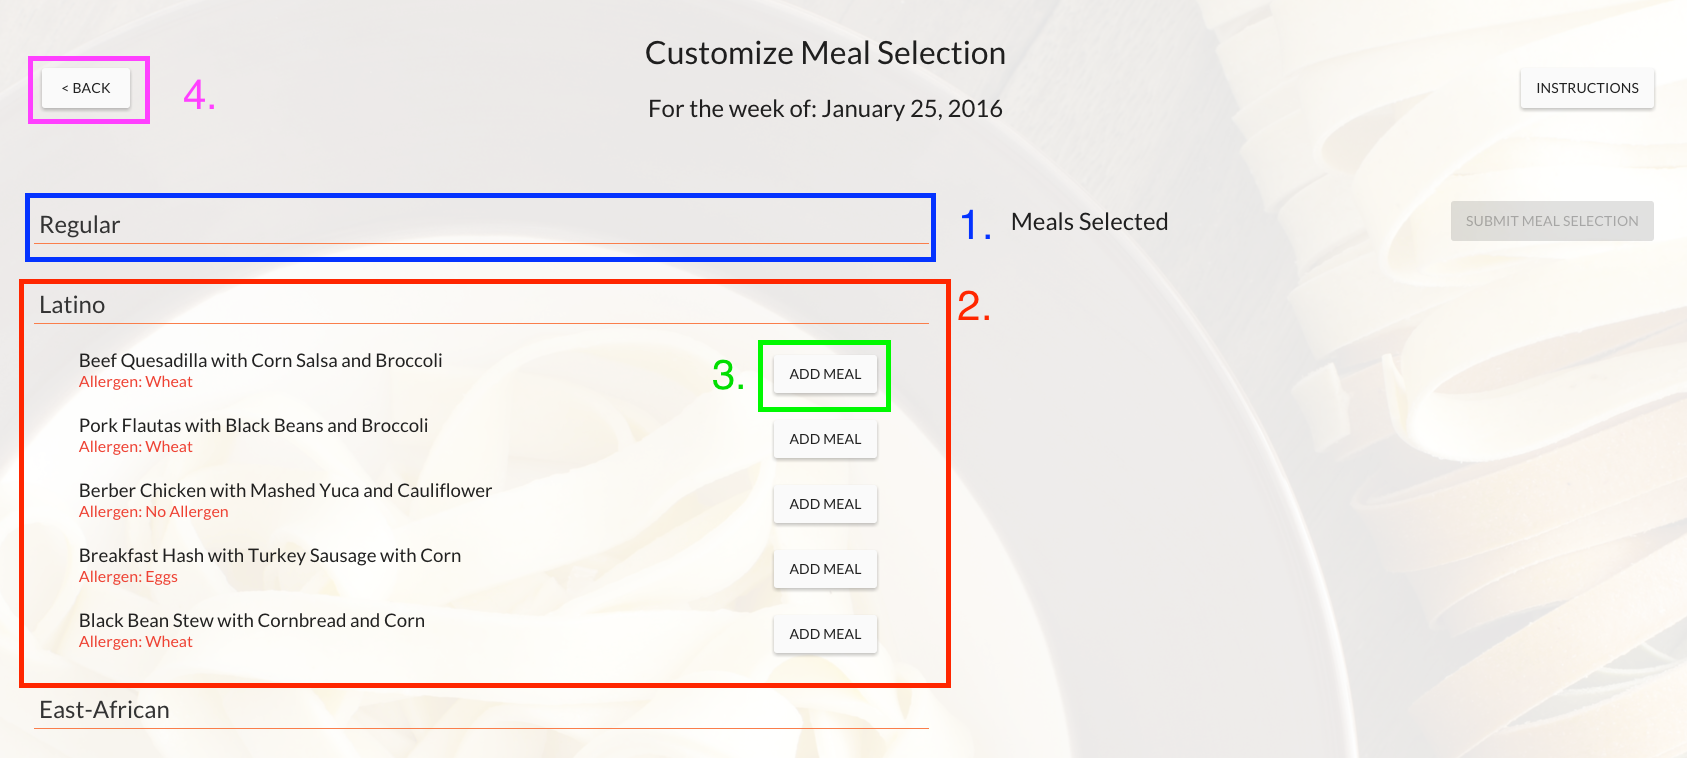 Customize Meal Selection
< BACK
4.
INSTRUCTIONS
For the week of: January 25, 2016
Regular
1.
Meals Selected
SUBMIT MEAL SELECTION
Latino
2.
Beef Quesadilla with Corn Salsa and Broccoli
Allergen: Wheat
3.
ADD MEAL
Pork Flautas with Black Beans and Broccoli
Allergen: Wheat
ADD MEAL
Berber Chicken with Mashed Yuca and Cauliflower
Allergen: No Allergen
ADD MEAL
Breakfast Hash with Turkey Sausage with Corn
Allergen: Eggs
ADD MEAL
Black Bean Stew with Cornbread and Corn
Allergen: Wheat
ADD MEAL
East-African